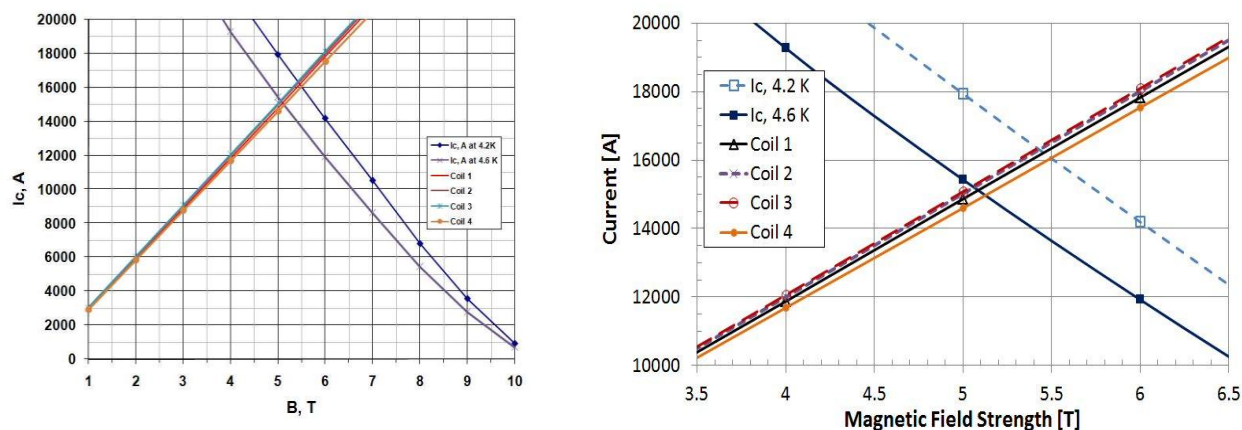 20000
18000
16000
14000
12000
10000
8000
6000
4000
2000
0
Ic, A
1 2 3 4 5 6 7 8 9 10
B, T
Ic, A at 4.2K
Ic, A at 4.6 K
Coil 1
Coil 2
Coil 3
Coil 4
20000
18000
16000
14000
12000
10000
Current [A]
3.5 4 4.5 5 5.5 6 6.5
Magnetic Field Strength [T]
Ic, 4.2 K
Ic, 4.6 K
Coil 1
Coil 2
Coil 3
Coil 4